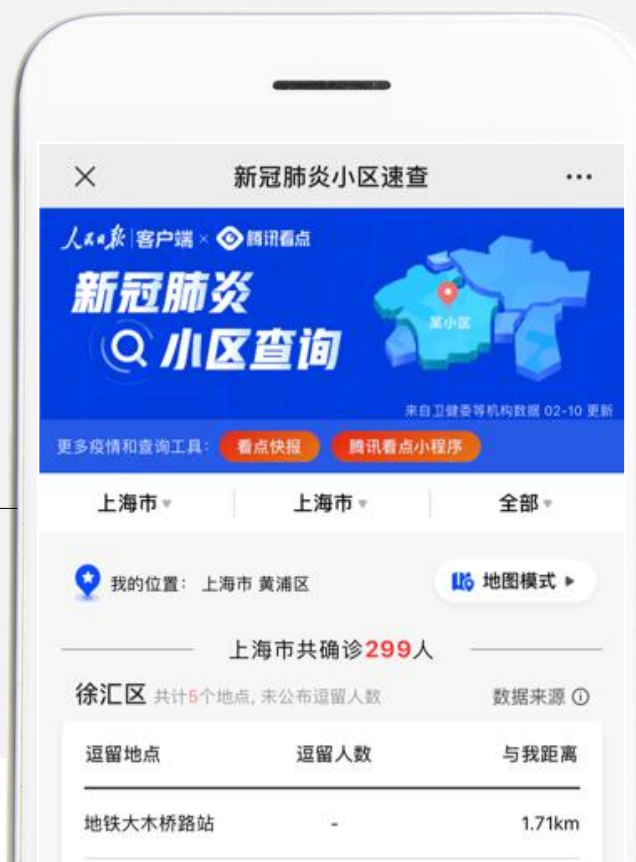 新冠肺炎小区速查
人民日报 客户端 × 腾讯看点
新冠肺炎
小区查询
某小区
来自卫健委等机构数据 02-10 更新
更多疫情和查询工具: 看点快报 腾讯看点小程序
上海市 上海市 全部
我的位置: 上海市 黄浦区 地图模式
上海市共确诊299人
徐汇区 共计5个地点, 未公布逗留人数 数据来源
逗留地点 逗留人数 与我距离
地铁大木桥路站 - 1.71km